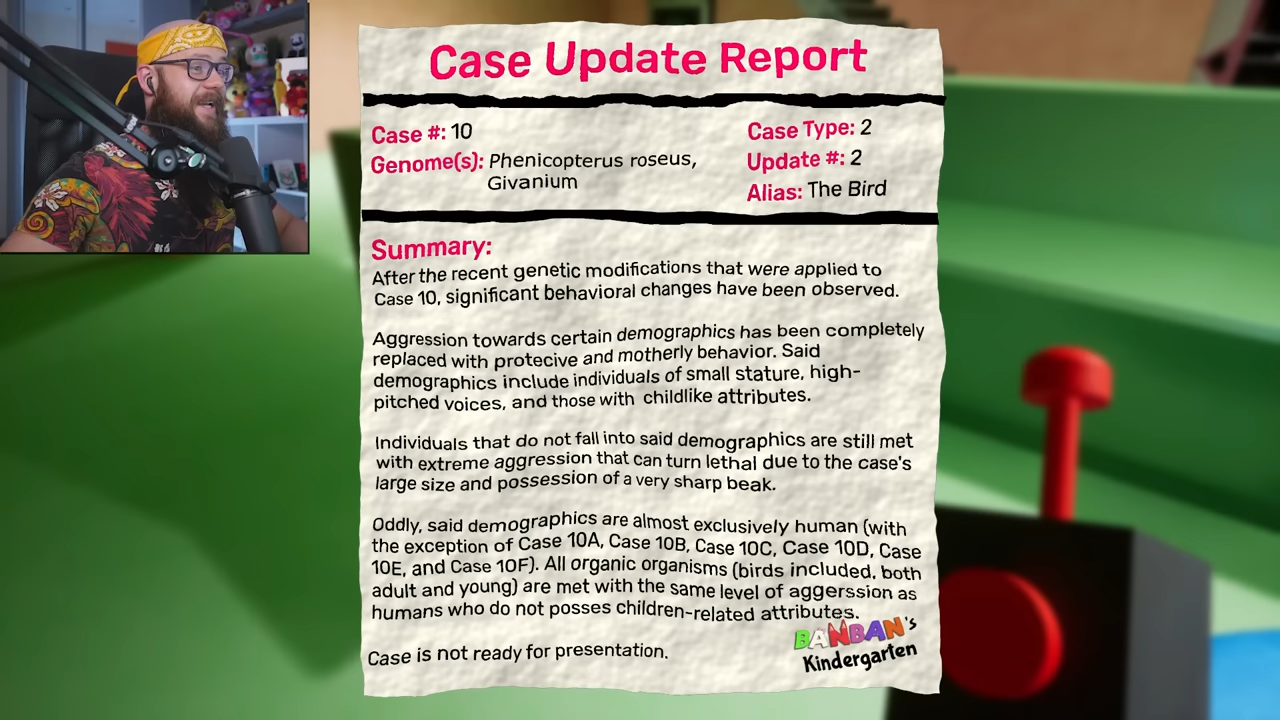 Case Update Report
Case #: 10
Case Type: 2
Genome(s): Phenicopterus roseus,
Givanium
Update #: 2
Alias: The Bird
Summary:
After the recent genetic modifications that were applied to
Case 10, significant behavioral changes have been observed.
Aggression towards certain demographics has been completely
replaced with protecive and motherly behavior. Said
demographics include individuals of small stature, high-
pitched voices, and those with childlike attributes.
Individuals that do not fall into said demographics are still met
with extreme aggression that can turn lethal due to the case's
large size and possession of a very sharp beak.
Oddly, said demographics are almost exclusively human (with
the exception of Case 10A, Case 10B, Case 10C, Case 10D, Case
10E, and Case 10F). All organic organisms (birds included, both
adult and young) are met with the same level of aggerssion as
humans who do not posses children-related attributes.
Case is not ready for presentation.
BANBAN's
Kindergarten